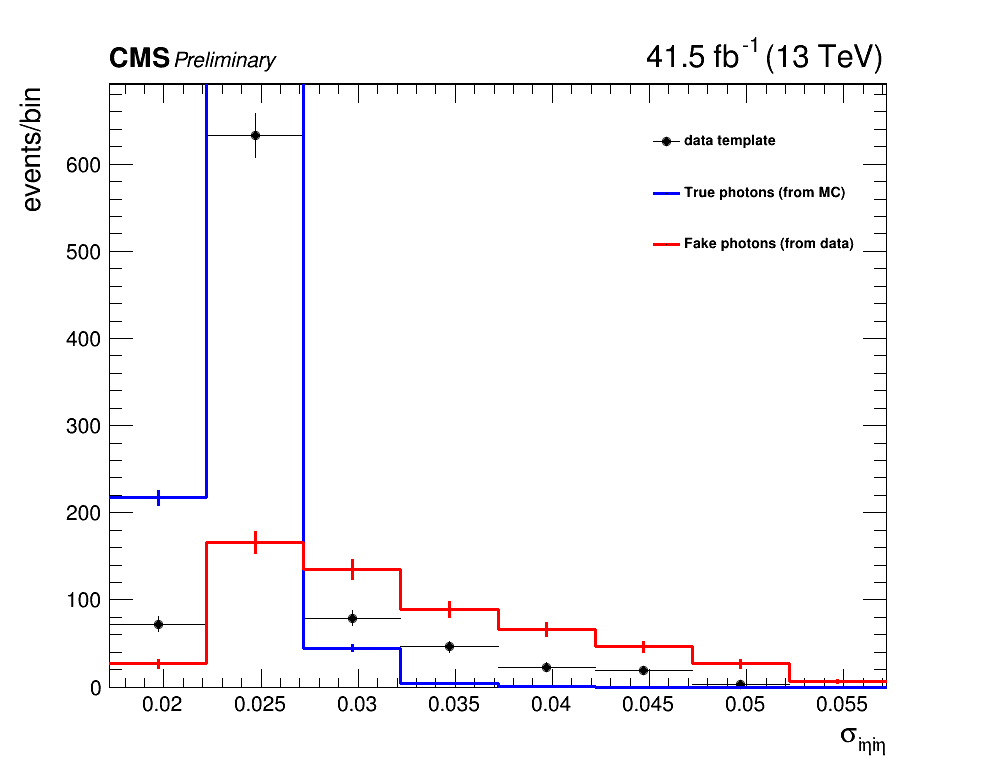 CMS Preliminary 41.5 fb⁻¹ (13 TeV)
events/bin
data template
True photons (from MC)
Fake photons (from data)
600
500
400
300
200
100
0
0.02 0.025 0.03 0.035 0.04 0.045 0.05 0.055
σ_iηiη